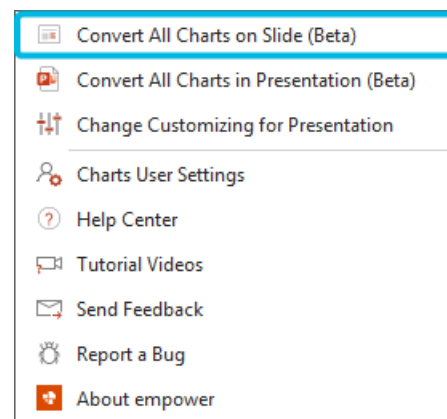 Convert All Charts on Slide (Beta)
Convert All Charts in Presentation (Beta)
Change Customizing for Presentation
Charts User Settings
Help Center
Tutorial Videos
Send Feedback
Report a Bug
About empower